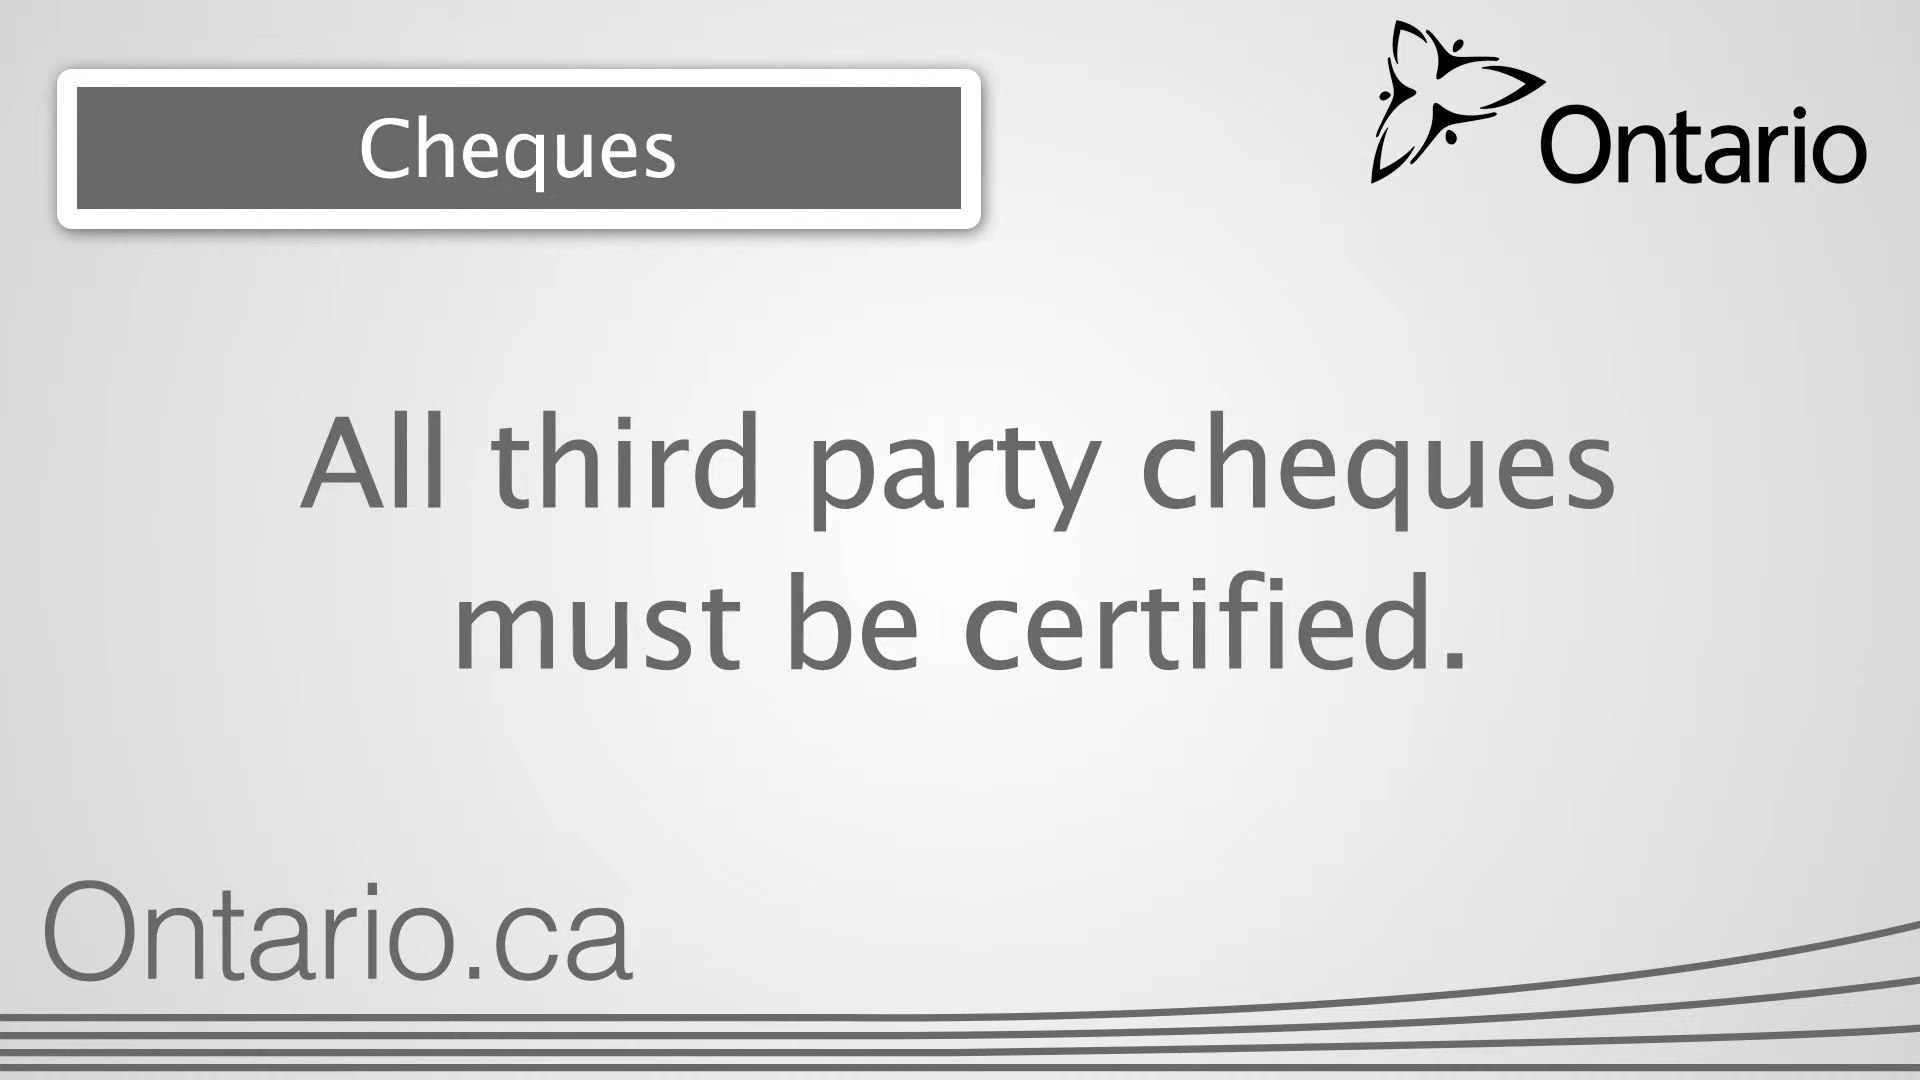 Cheques
Ontario
All third party cheques
must be certified.
Ontario.ca